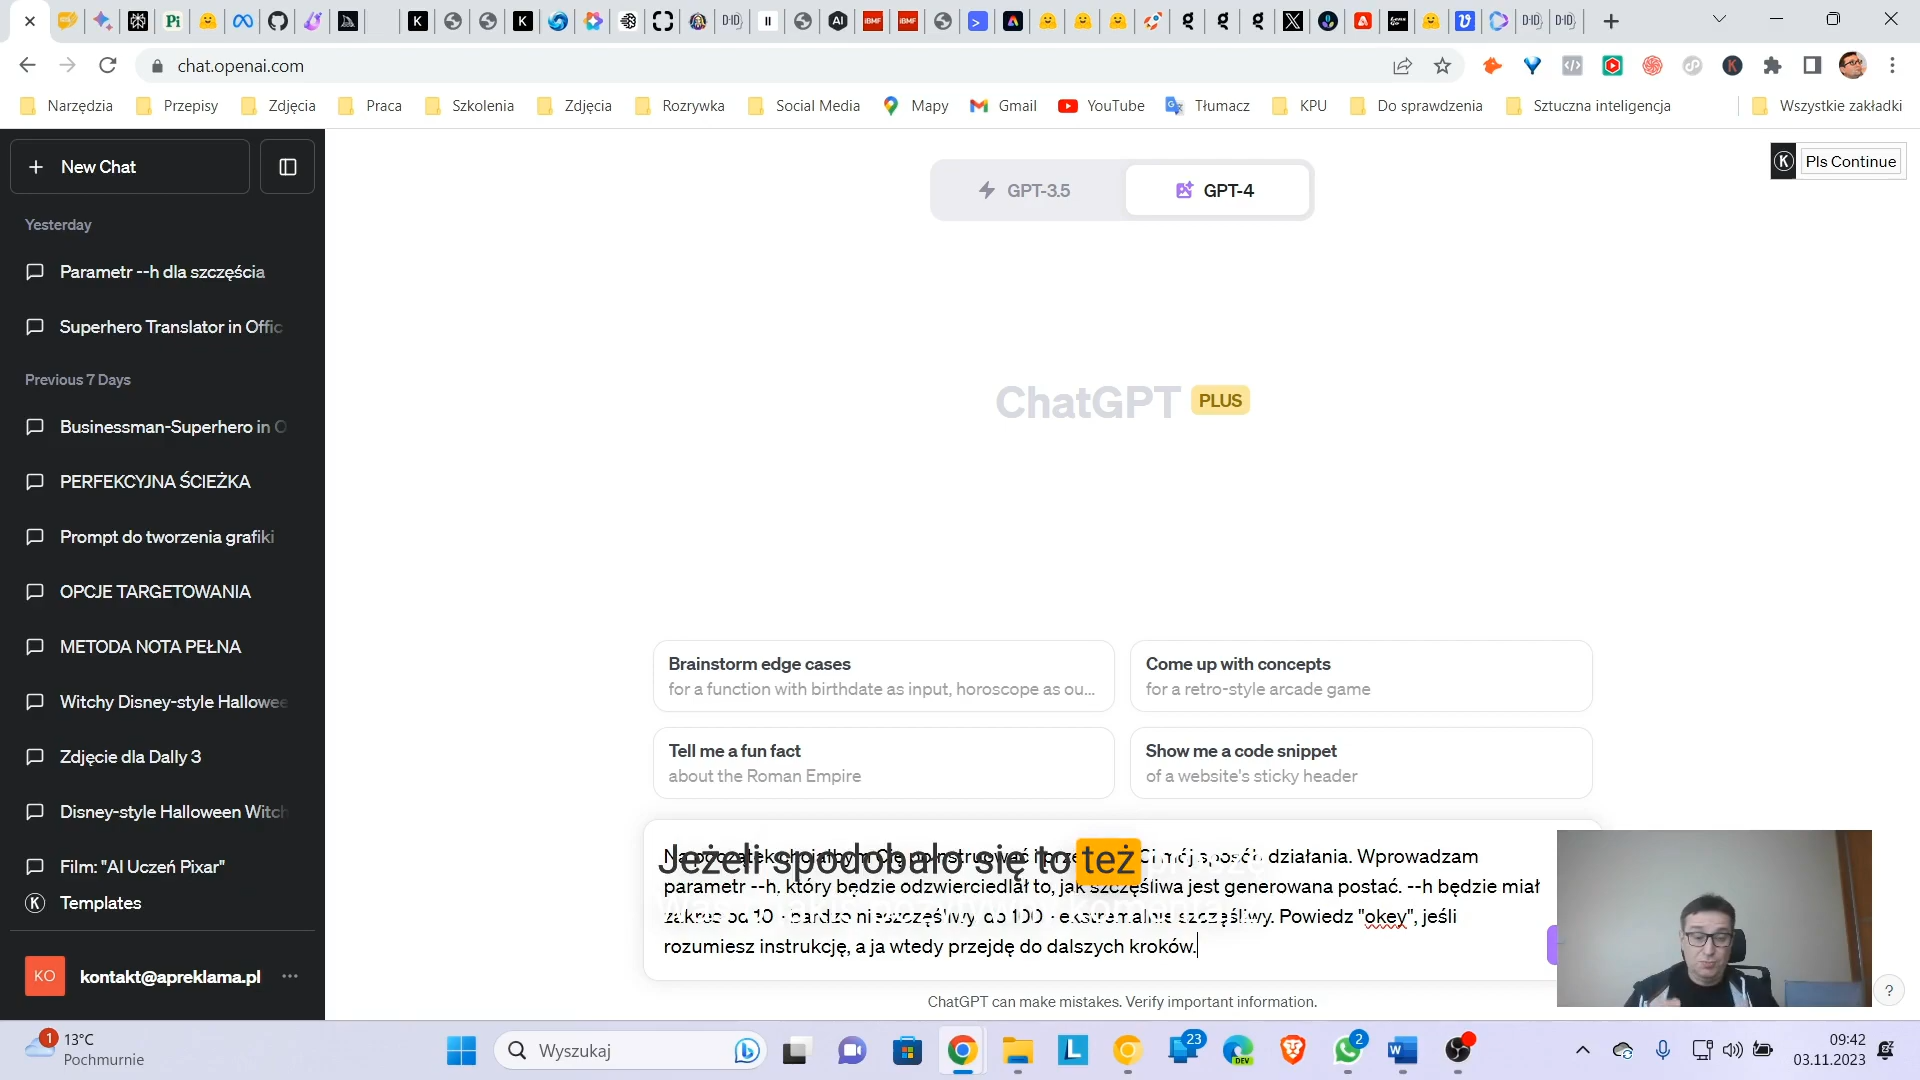 chat.openai.com
Narzędzia
Przepisy
Zdjęcia
Praca
Szkolenia
Zdjęcia
Rozrywka
Social Media
Mapy
Gmail
YouTube
Tłumacz
KPU
Do sprawdzenia
Sztuczna inteligencja
Wszystkie zakładki
New Chat
Yesterday
Parametr --h dla szczęścia
Superhero Translator in Offic
Previous 7 Days
Businessman-Superhero in O
PERFEKCYJNA ŚCIEŻKA
Prompt do tworzenia grafiki
OPCJE TARGETOWANIA
METODA NOTA PEŁNA
Witchy Disney-style Hallowee
Zdjęcie dla Dally 3
Disney-style Halloween Witch
Film: "AI Uczeń Pixar"
Templates
KO kontakt@apreklama.pl
GPT-3.5
GPT-4
Pls Continue
ChatGPT PLUS
Brainstorm edge cases
for a function with birthdate as input, horoscope as ou...
Come up with concepts
for a retro-style arcade game
Tell me a fun fact
about the Roman Empire
Show me a code snippet
of a website's sticky header
Jeżeli spodobało się to też
działania. Wprowadzam
parametr --h. który będzie odzwierciedlał to, jak szczęśliwa jest generowana postać. --h będzie miał
zakres od 10 - bardzo nieszczęśliwy do 100 - ekstremalnie szczęśliwy. Powiedz "okey", jeśli
rozumiesz instrukcję, a ja wtedy przejdę do dalszych kroków.
ChatGPT can make mistakes. Verify important information.
?
1
13°C
Pochmurnie
Wyszukaj
23
DEV
2
09:42
03.11.2023